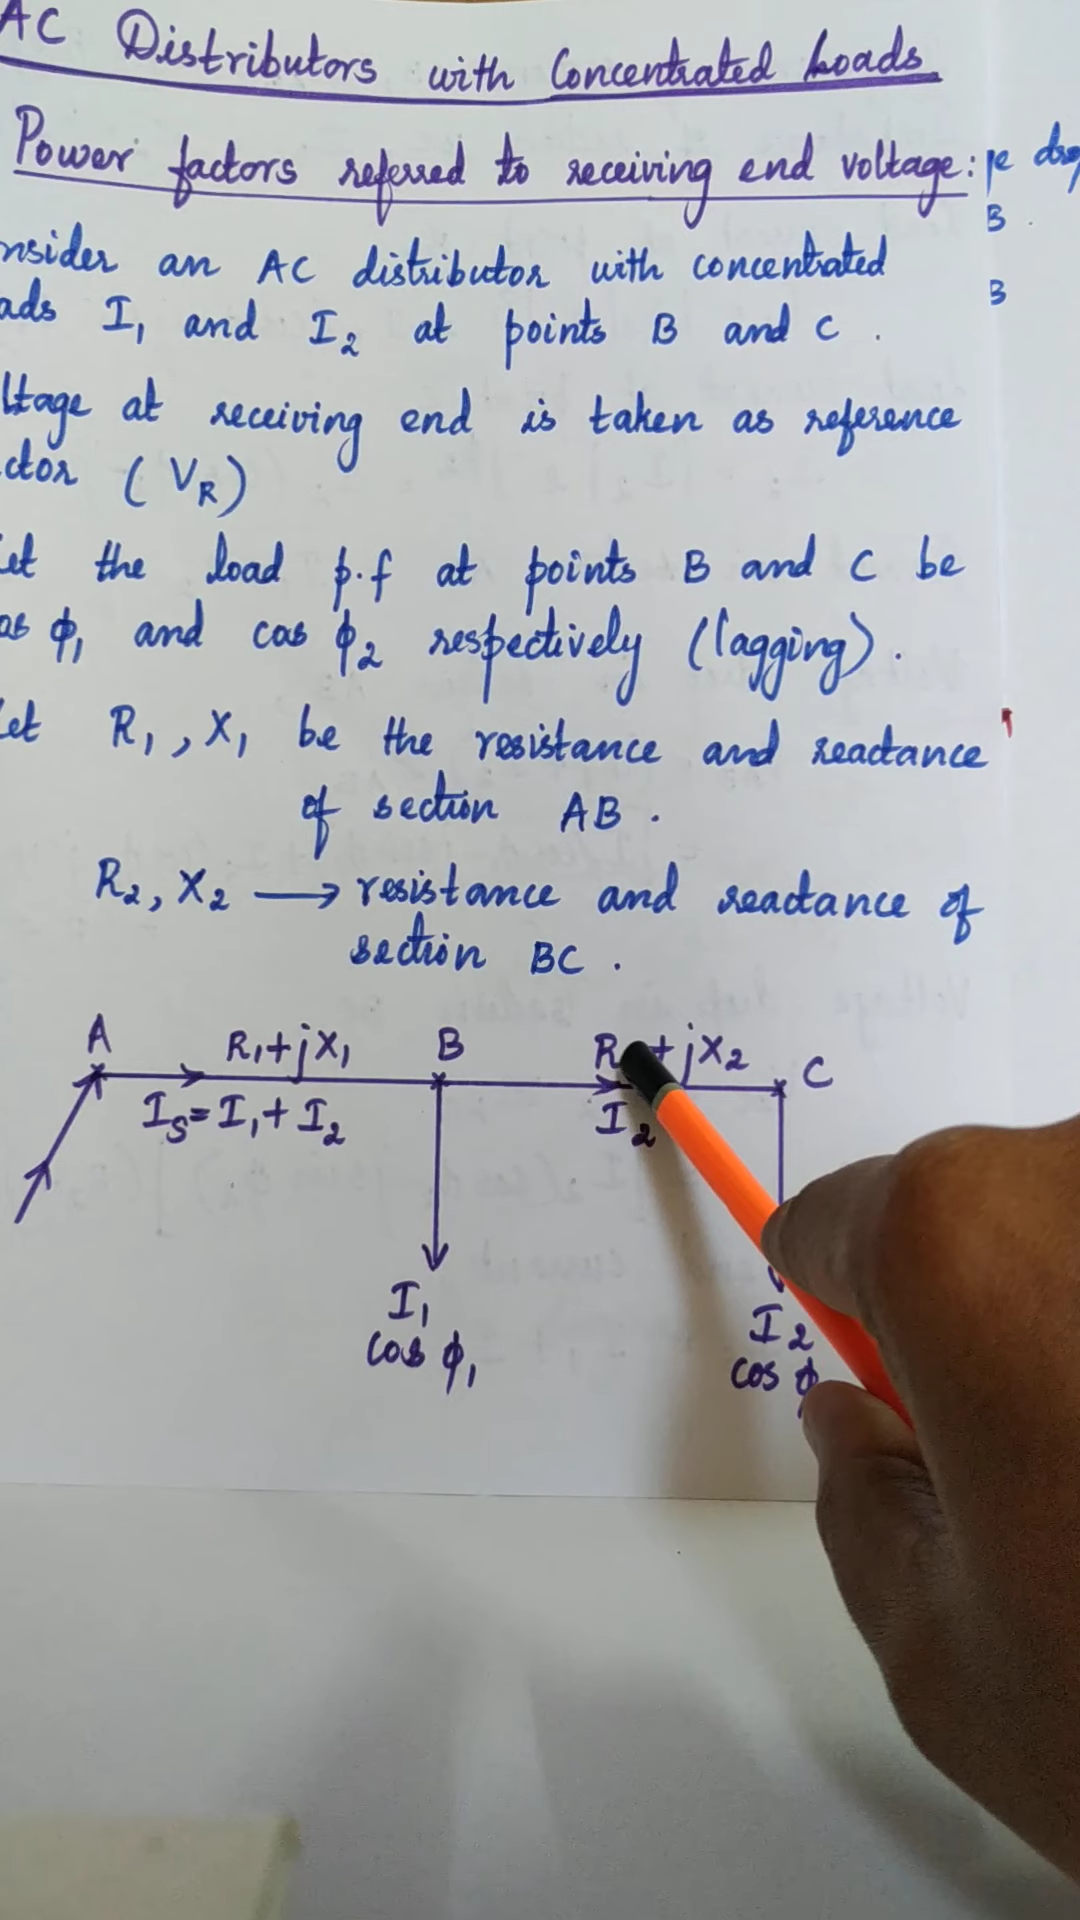 AC Distributors with Concentrated Loads
Power factors referred to receiving end voltage:
nsider an AC distributor with concentrated
ads I₁ and I₂ at points B and C.
ltage at receiving end is taken as reference
ctor (V_R)
et the load p.f at points B and C be
os φ₁ and cos φ₂ respectively (lagging).
Let R₁, X₁ be the resistance and reactance
of section AB.
R₂, X₂ → resistance and reactance of
section BC.
A R₁+jX₁ B R +jX₂ C
I_S=I₁+I₂ I₂
I₁ I₂
cos φ₁ cos φ
B
B